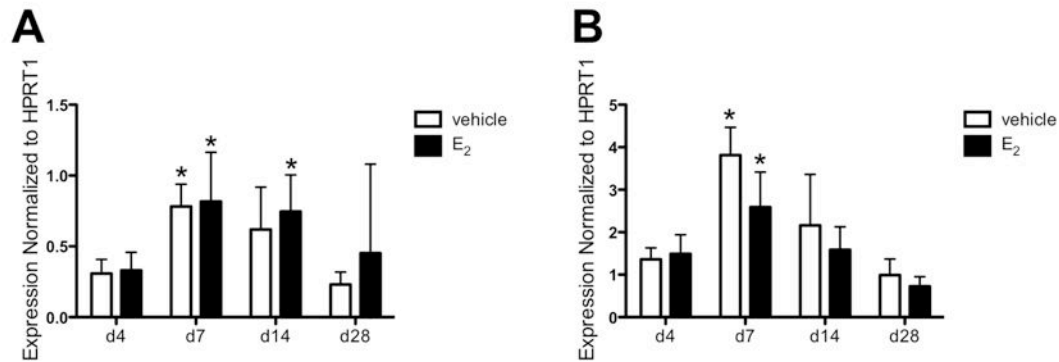 A
Expression Normalized to HPRT1
1.5
1.0
0.5
0.0
* * *
d4 d7 d14 d28
vehicle
E₂
B
Expression Normalized to HPRT1
5
4
3
2
1
0
* *
d4 d7 d14 d28
vehicle
E₂